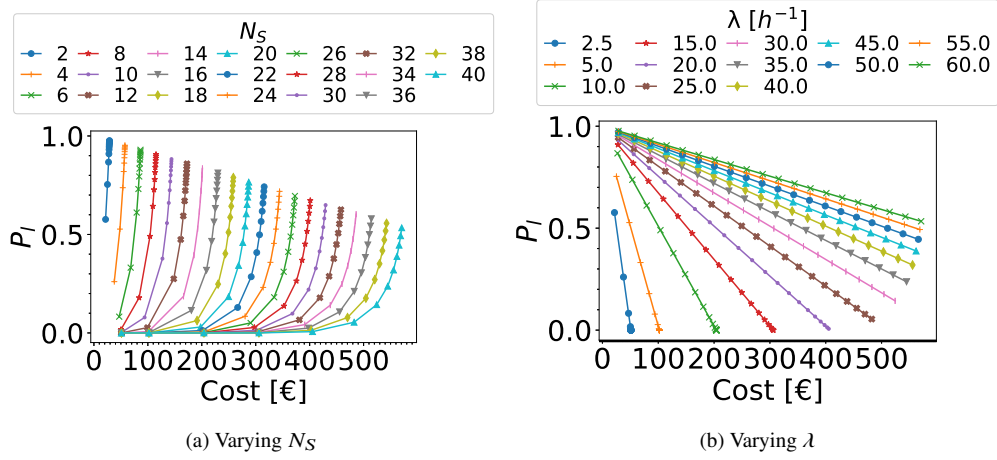 N_S
2 8 14 20 26 32 38
4 10 16 22 28 34 40
6 12 18 24 30 36
1.0
0.5
0.0
P_l
0 100 200 300 400 500
Cost [€]
(a) Varying N_S
λ [h⁻¹]
2.5 15.0 30.0 45.0 55.0
5.0 20.0 35.0 50.0 60.0
10.0 25.0 40.0
1.0
0.5
0.0
P_l
0 100 200 300 400 500
Cost [€]
(b) Varying λ